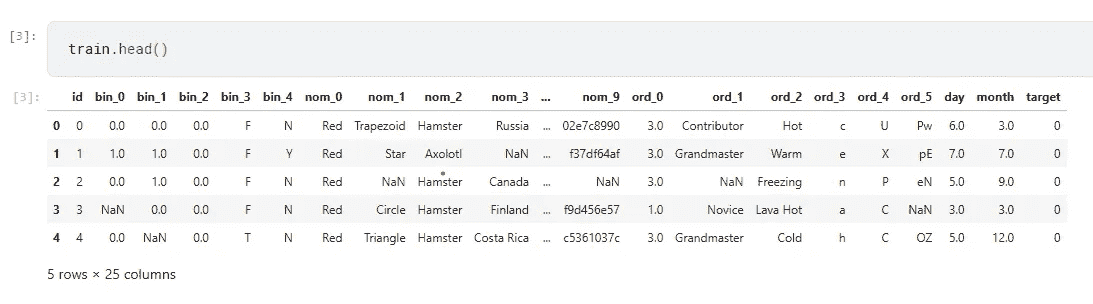 [3]: train.head()
[3]: id bin_0 bin_1 bin_2 bin_3 bin_4 nom_0 nom_1 nom_2 nom_3 ... nom_9 ord_0 ord_1 ord_2 ord_3 ord_4 ord_5 day month target
0 0 0.0 0.0 0.0 F N Red Trapezoid Hamster Russia ... 02e7c8990 3.0 Contributor Hot c U Pw 6.0 3.0 0
1 1 1.0 1.0 0.0 F Y Red Star Axolotl NaN ... f37df64af 3.0 Grandmaster Warm e X pE 7.0 7.0 0
2 2 0.0 1.0 0.0 F N Red NaN Hamster Canada ... NaN 3.0 NaN Freezing n P eN 5.0 9.0 0
3 3 NaN 0.0 0.0 F N Red Circle Hamster Finland ... f9d456e57 1.0 Novice Lava Hot a C NaN 3.0 3.0 0
4 4 0.0 NaN 0.0 T N Red Triangle Hamster Costa Rica ... c5361037c 3.0 Grandmaster Cold h C OZ 5.0 12.0 0
5 rows × 25 columns